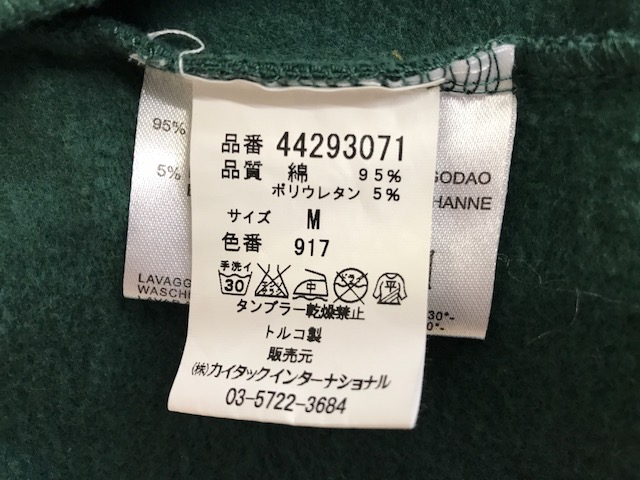 品番 44293071
品質 綿 95%
ポリウレタン 5%
サイズ M
色番 917
手洗イ
30
中
平
タンブラー乾燥禁止
トルコ製
販売元
㈱カイタックインターナショナル
03-5722-3684
95%
5%
GODAO
HANNE
LAVAGG
WASCHE
30°-
0°-